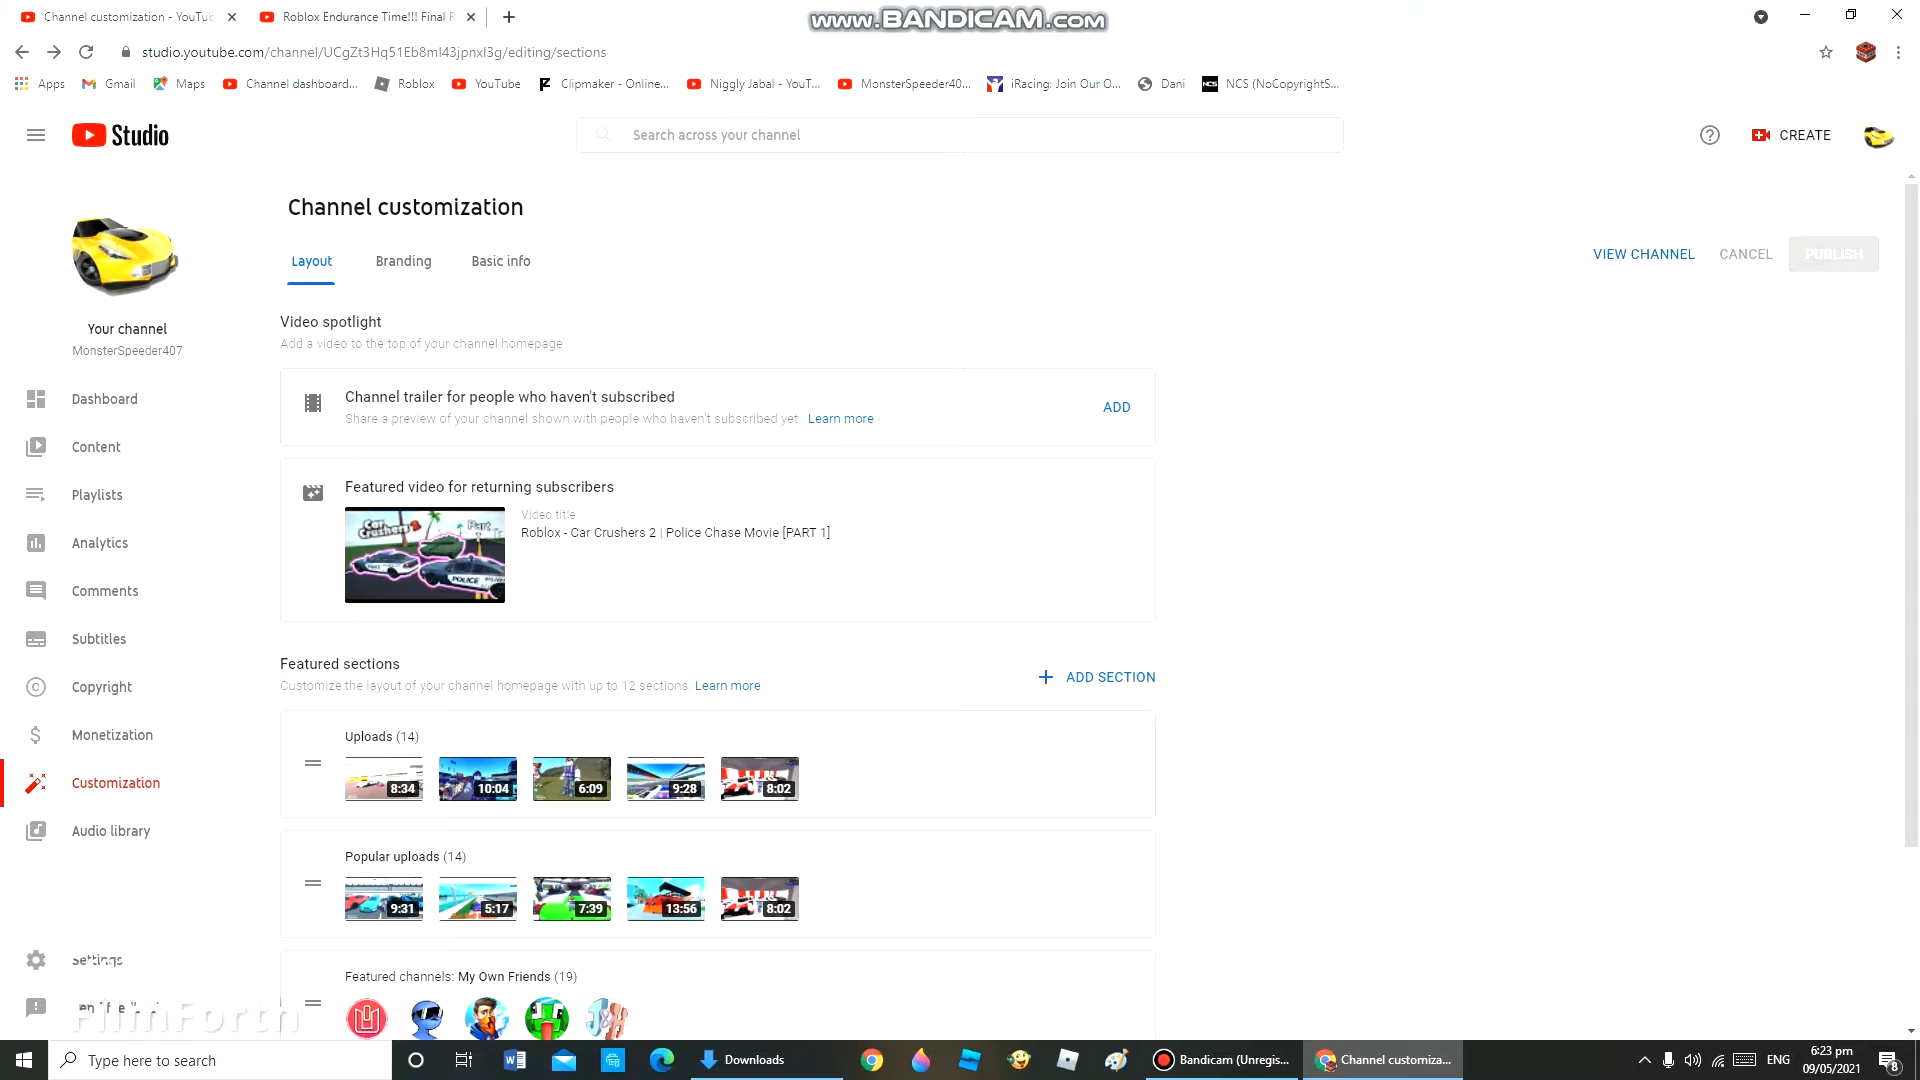 Channel customization - YouTub
Roblox Endurance Time!!! Final R
www.BANDICAM.com
studio.youtube.com/channel/UCgZt3Hq51Eb8ml43jpnxl3g/editing/sections
Apps
Gmail
Maps
Channel dashboard...
Roblox
YouTube
Clipmaker - Online...
Niggly Jabal - YouT...
MonsterSpeeder40...
iRacing: Join Our O...
Dani
NCS (NoCopyrightS...
Studio
Search across your channel
CREATE
Channel customization
Layout
Branding
Basic info
VIEW CHANNEL
CANCEL
PUBLISH
Your channel
MonsterSpeeder407
Dashboard
Content
Playlists
Analytics
Comments
Subtitles
Copyright
Monetization
Customization
Audio library
Settings
FilmForth
Video spotlight
Add a video to the top of your channel homepage
Channel trailer for people who haven't subscribed
Share a preview of your channel shown with people who haven't subscribed yet. Learn more
ADD
Featured video for returning subscribers
Car Crushers 2
Part
POLICE
Video title
Roblox - Car Crushers 2 | Police Chase Movie [PART 1]
Featured sections
Customize the layout of your channel homepage with up to 12 sections. Learn more
ADD SECTION
Uploads (14)
8:34
10:04
6:09
9:28
8:02
Popular uploads (14)
9:31
5:17
7:39
13:56
8:02
Featured channels: My Own Friends (19)
Type here to search
Downloads
Bandicam (Unregis...
Channel customiza...
ENG
6:23 pm
09/05/2021
8